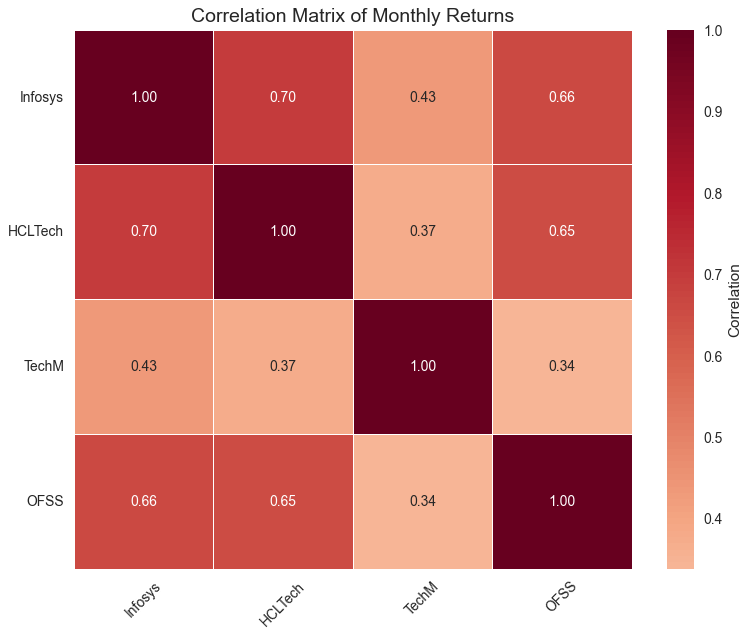 Correlation Matrix of Monthly Returns
Infosys 1.00 0.70 0.43 0.66
HCLTech 0.70 1.00 0.37 0.65
TechM 0.43 0.37 1.00 0.34
OFSS 0.66 0.65 0.34 1.00
Infosys HCLTech TechM OFSS
1.0
0.9
0.8
0.7
0.6
0.5
0.4
Correlation